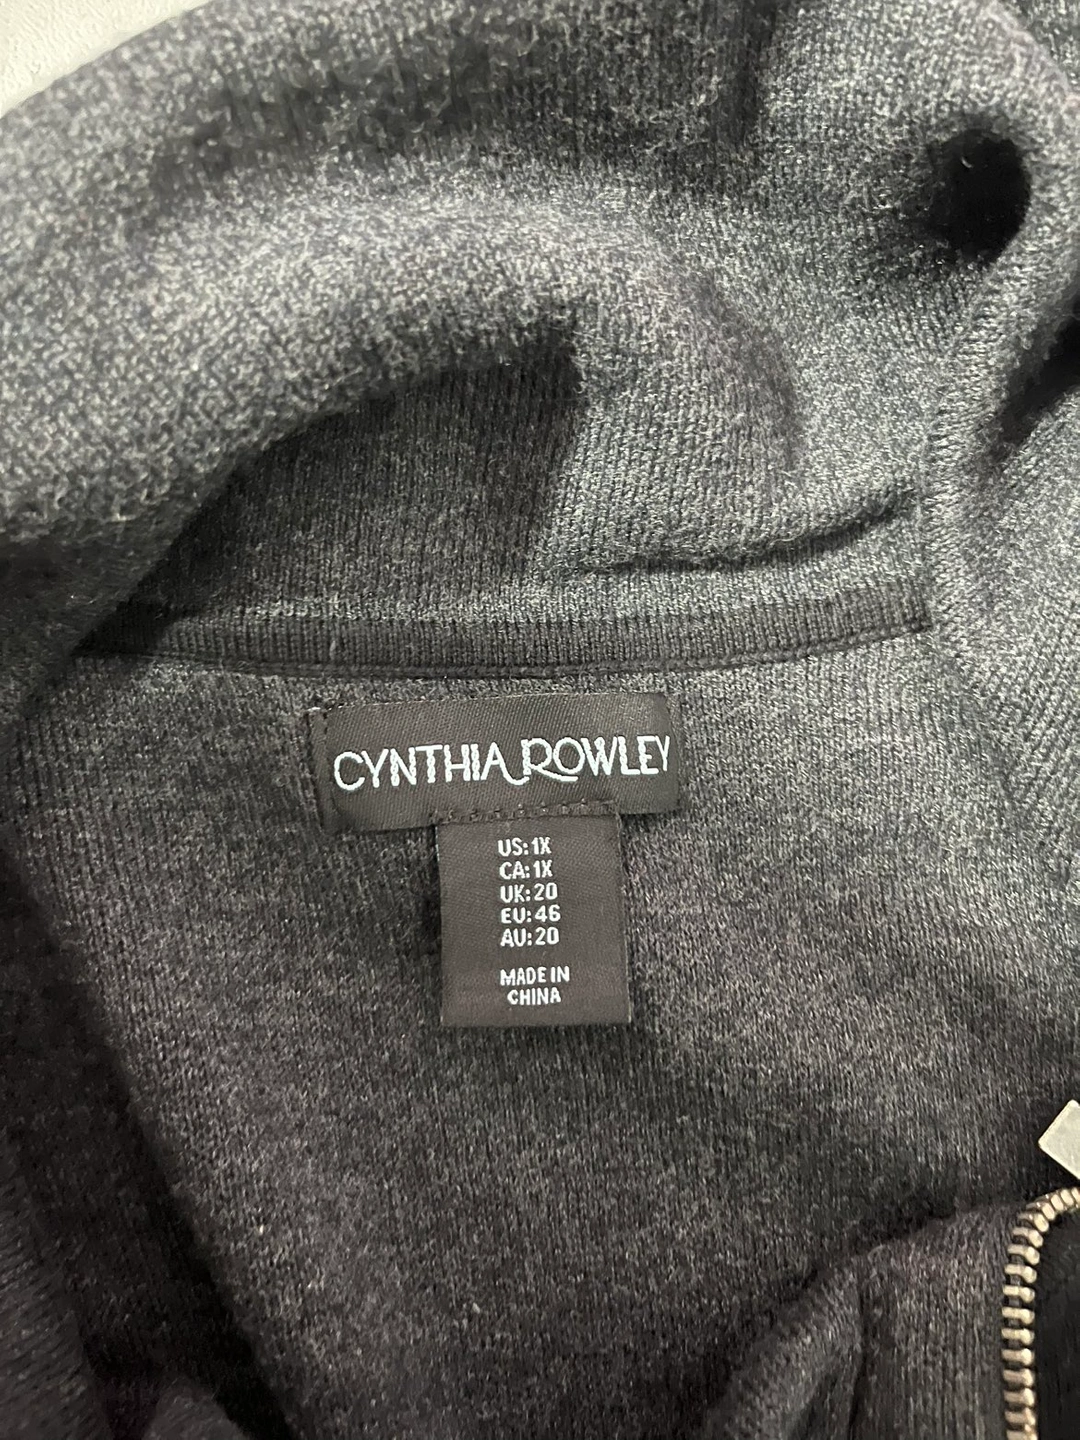 CYNTHIA ROWLEY
US: 1X
CA: 1X
UK: 20
EU: 46
AU: 20
MADE IN
CHINA